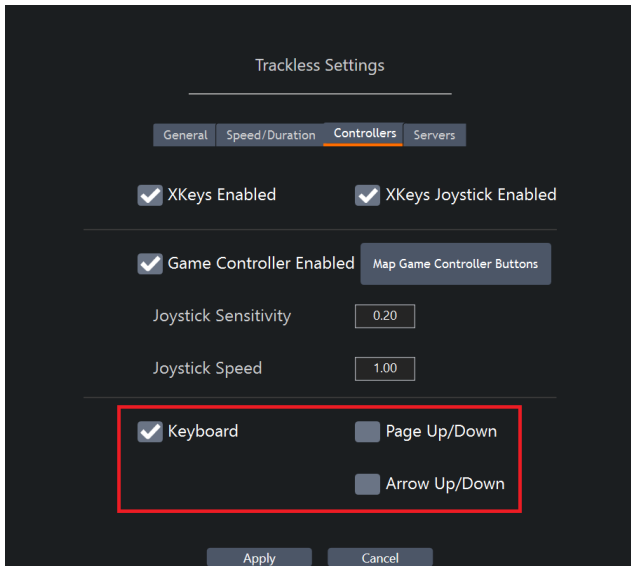 Trackless Settings
General Speed/Duration Controllers Servers
XKeys Enabled XKeys Joystick Enabled
Game Controller Enabled Map Game Controller Buttons
Joystick Sensitivity 0.20
Joystick Speed 1.00
Keyboard Page Up/Down
Arrow Up/Down
Apply Cancel